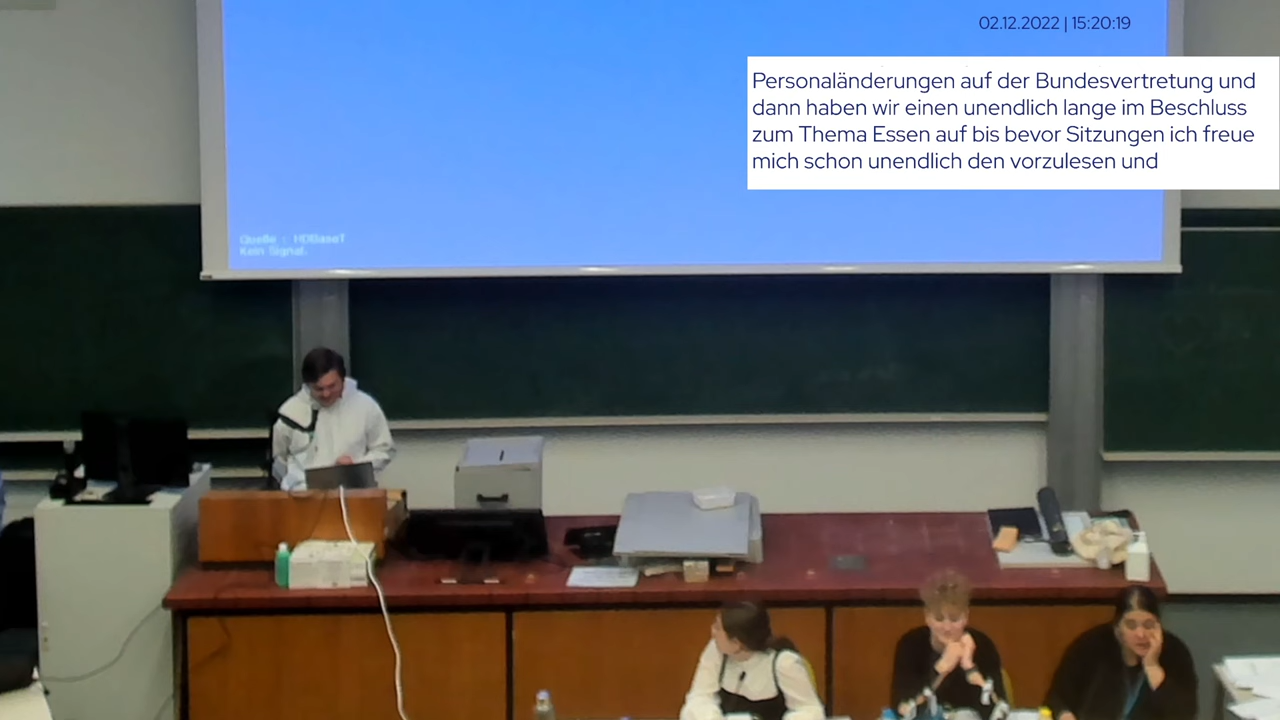 02.12.2022 | 15:20:19
Personaländerungen auf der Bundesvertretung und
dann haben wir einen unendlich lange im Beschluss
zum Thema Essen auf bis bevor Sitzungen ich freue
mich schon unendlich den vorzulesen und
Quelle : HDBaseT
Kein Signal.